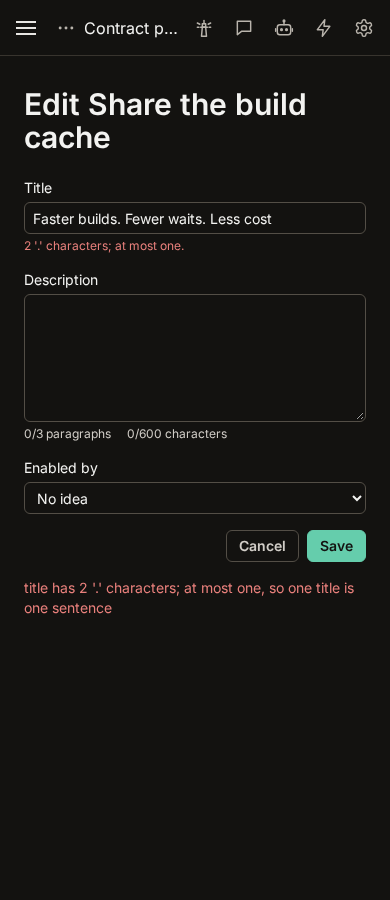 Contract p...
Edit Share the build
cache
Title
Faster builds. Fewer waits. Less cost
2 '.' characters; at most one.
Description
0/3 paragraphs 0/600 characters
Enabled by
No idea
Cancel Save
title has 2 '.' characters; at most one, so one title is
one sentence